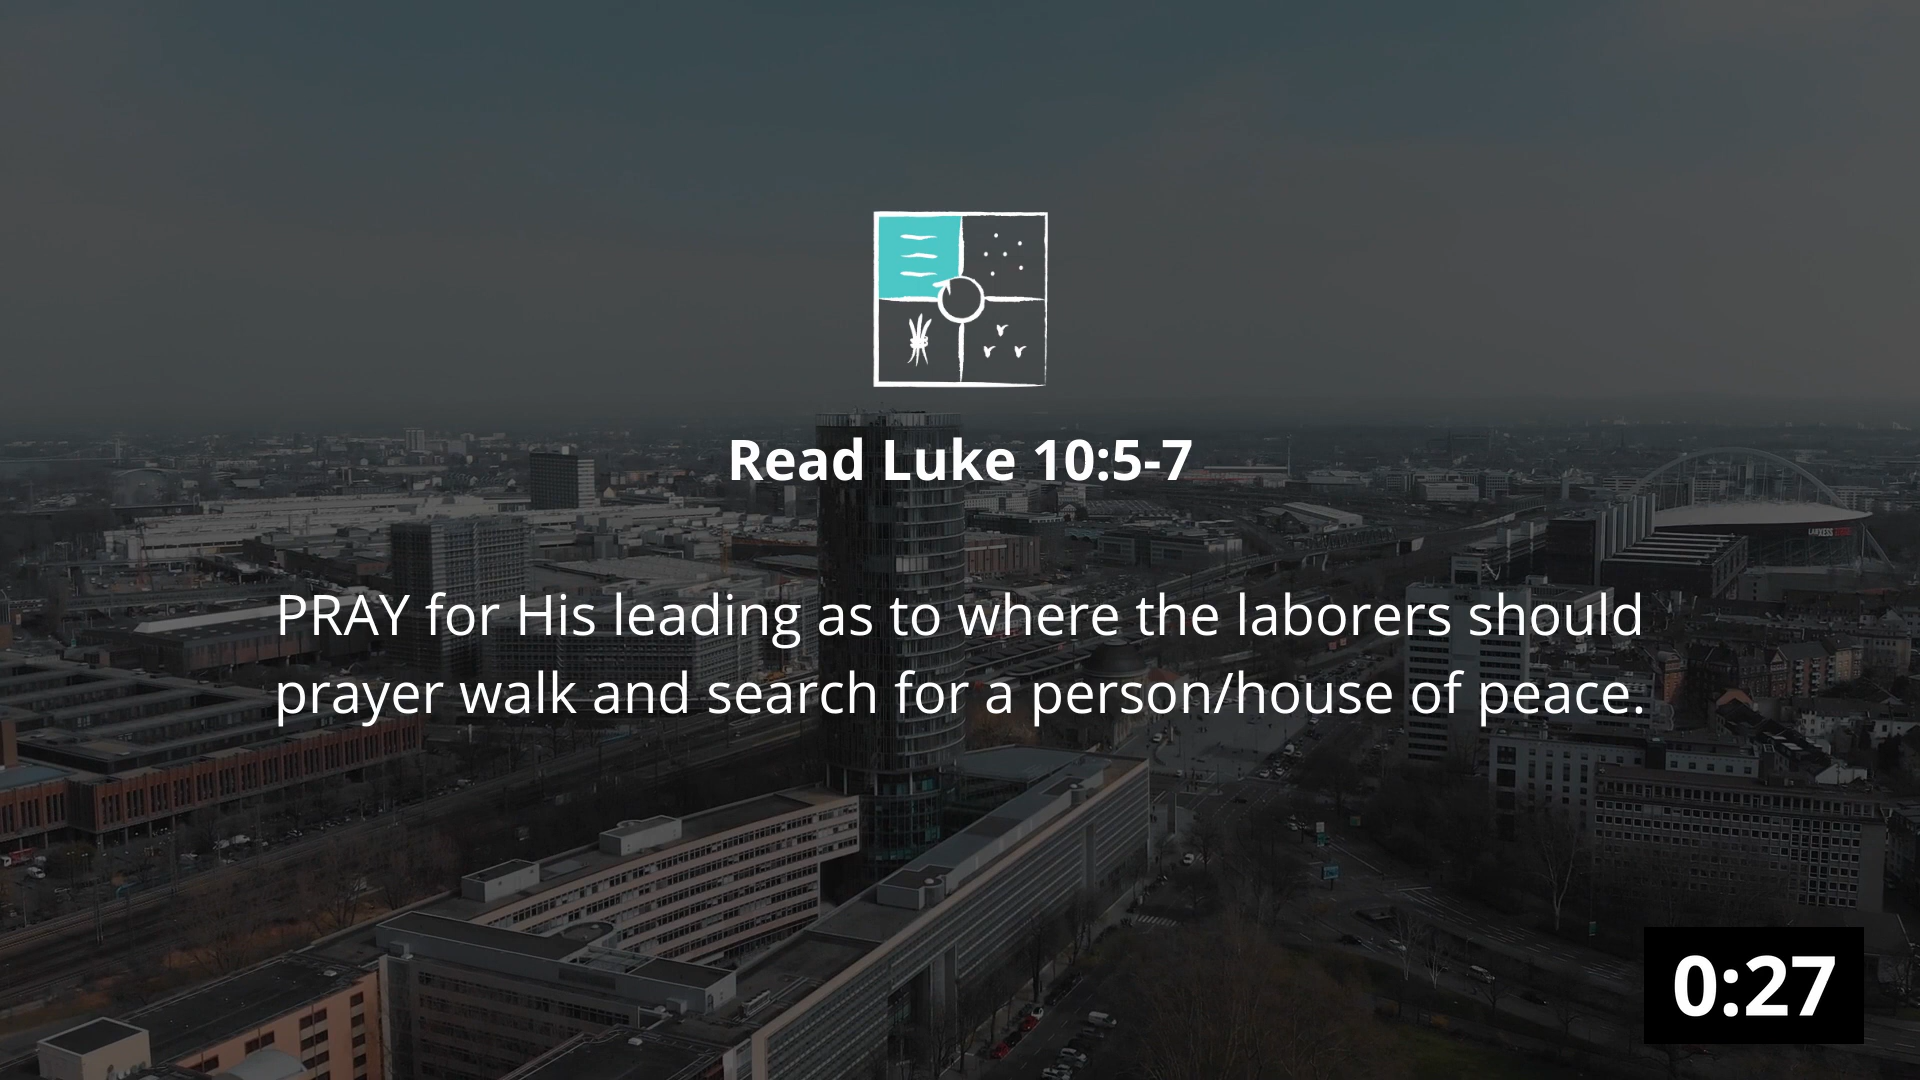 Read Luke 10:5-7
LANXESS
PRAY for His leading as to where the laborers should
prayer walk and search for a person/house of peace.
0:27